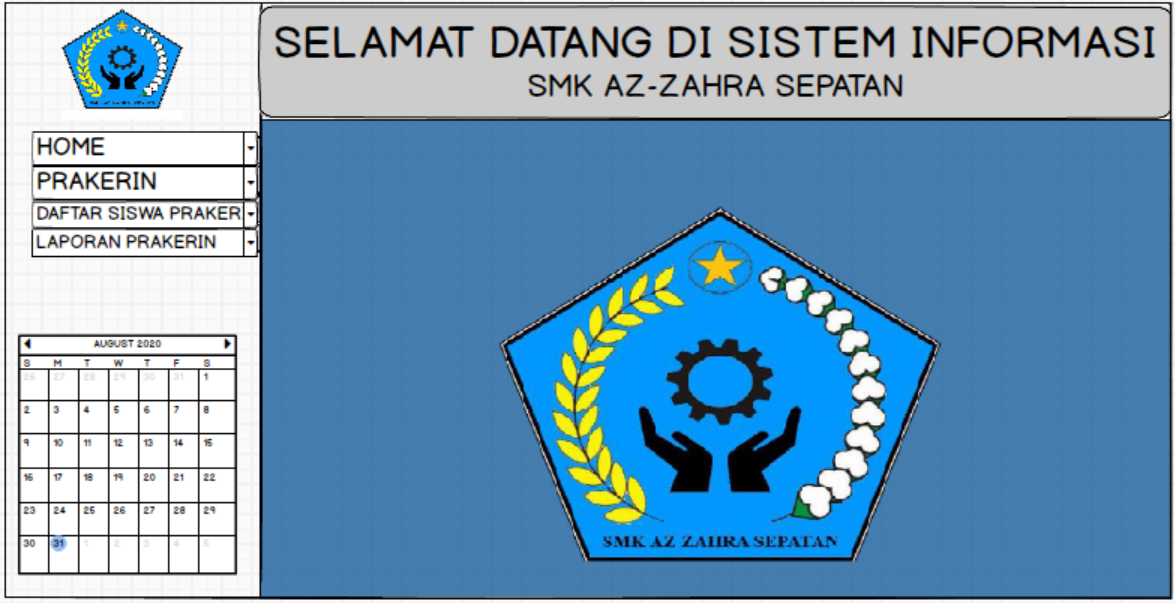 SELAMAT DATANG DI SISTEM INFORMASI
SMK AZ-ZAHRA SEPATAN
HOME
PRAKERIN
DAFTAR SISWA PRAKER
LAPORAN PRAKERIN
AUGUST 2020
S M T W T F S
26 27 28 29 30 31 1
2 3 4 5 6 7 8
9 10 11 12 13 14 15
16 17 18 19 20 21 22
23 24 25 26 27 28 29
30 31 1 2 3 4 5
SMK AZ ZAHRA SEPATAN